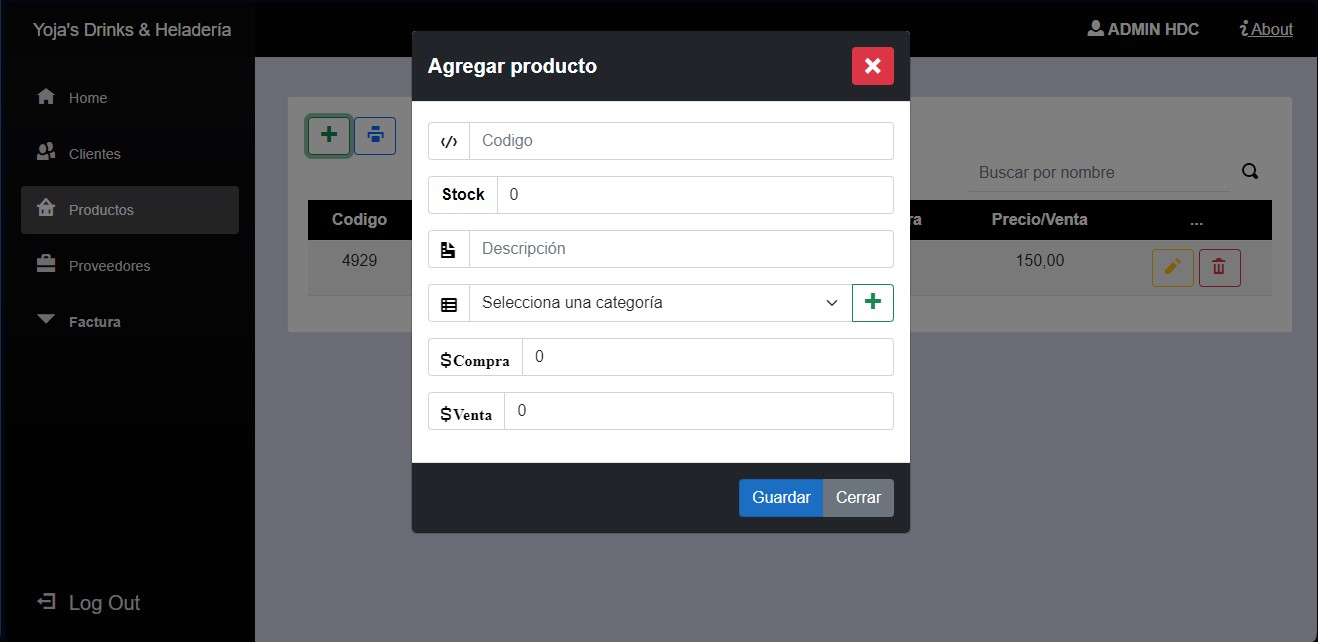 Yoja's Drinks & Heladería
ADMIN HDC
About
Home
Clientes
Productos
Proveedores
Factura
Log Out
Agregar producto
Codigo
Stock 0
Descripción
Selecciona una categoría
$Compra 0
$Venta 0
Guardar Cerrar
Buscar por nombre
Codigo ra Precio/Venta ...
4929 150,00